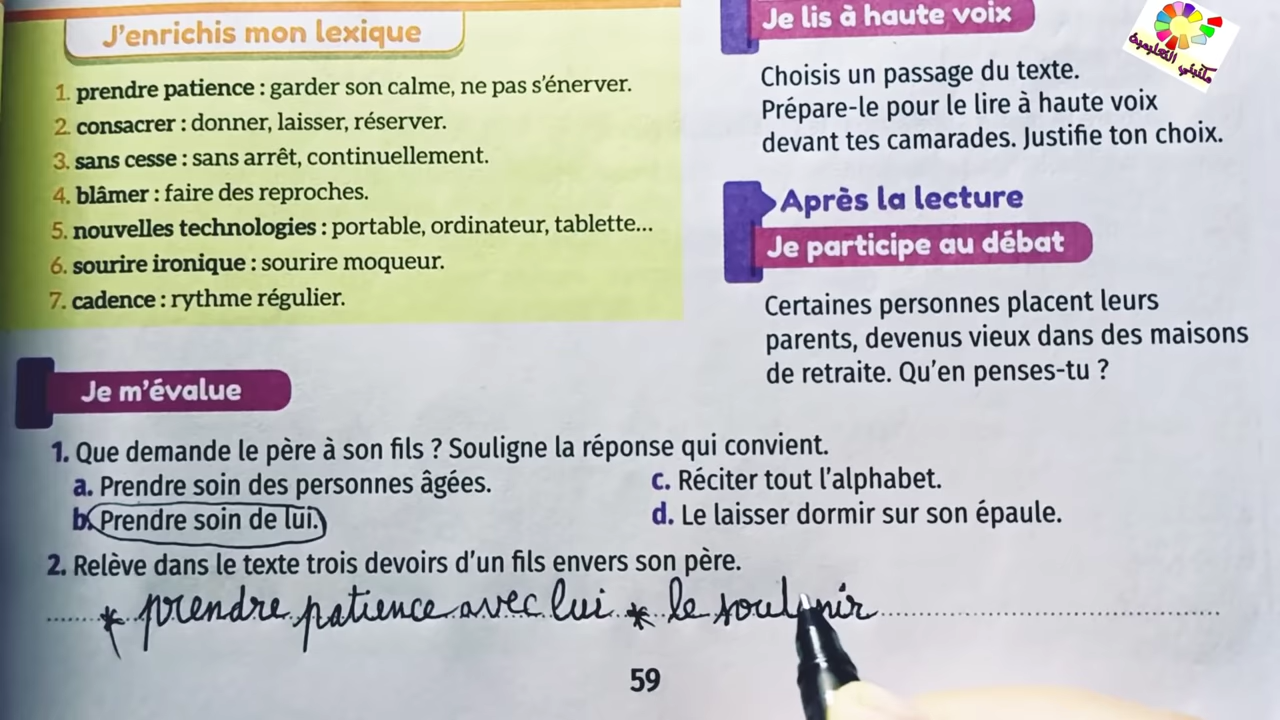 J'enrichis mon lexique
1. prendre patience : garder son calme, ne pas s'énerver.
2. consacrer : donner, laisser, réserver.
3. sans cesse : sans arrêt, continuellement.
4. blâmer : faire des reproches.
5. nouvelles technologies : portable, ordinateur, tablette...
6. sourire ironique : sourire moqueur.
7. cadence : rythme régulier.
Je lis à haute voix
Choisis un passage du texte.
Prépare-le pour le lire à haute voix
devant tes camarades. Justifie ton choix.
Après la lecture
Je participe au débat
Certaines personnes placent leurs
parents, devenus vieux dans des maisons
de retraite. Qu'en penses-tu ?
مكتبتي التعليمية
Je m'évalue
1. Que demande le père à son fils ? Souligne la réponse qui convient.
a. Prendre soin des personnes âgées.
b. Prendre soin de lui.
c. Réciter tout l'alphabet.
d. Le laisser dormir sur son épaule.
2. Relève dans le texte trois devoirs d'un fils envers son père.
* prendre patience avec lui * le soutenir
59